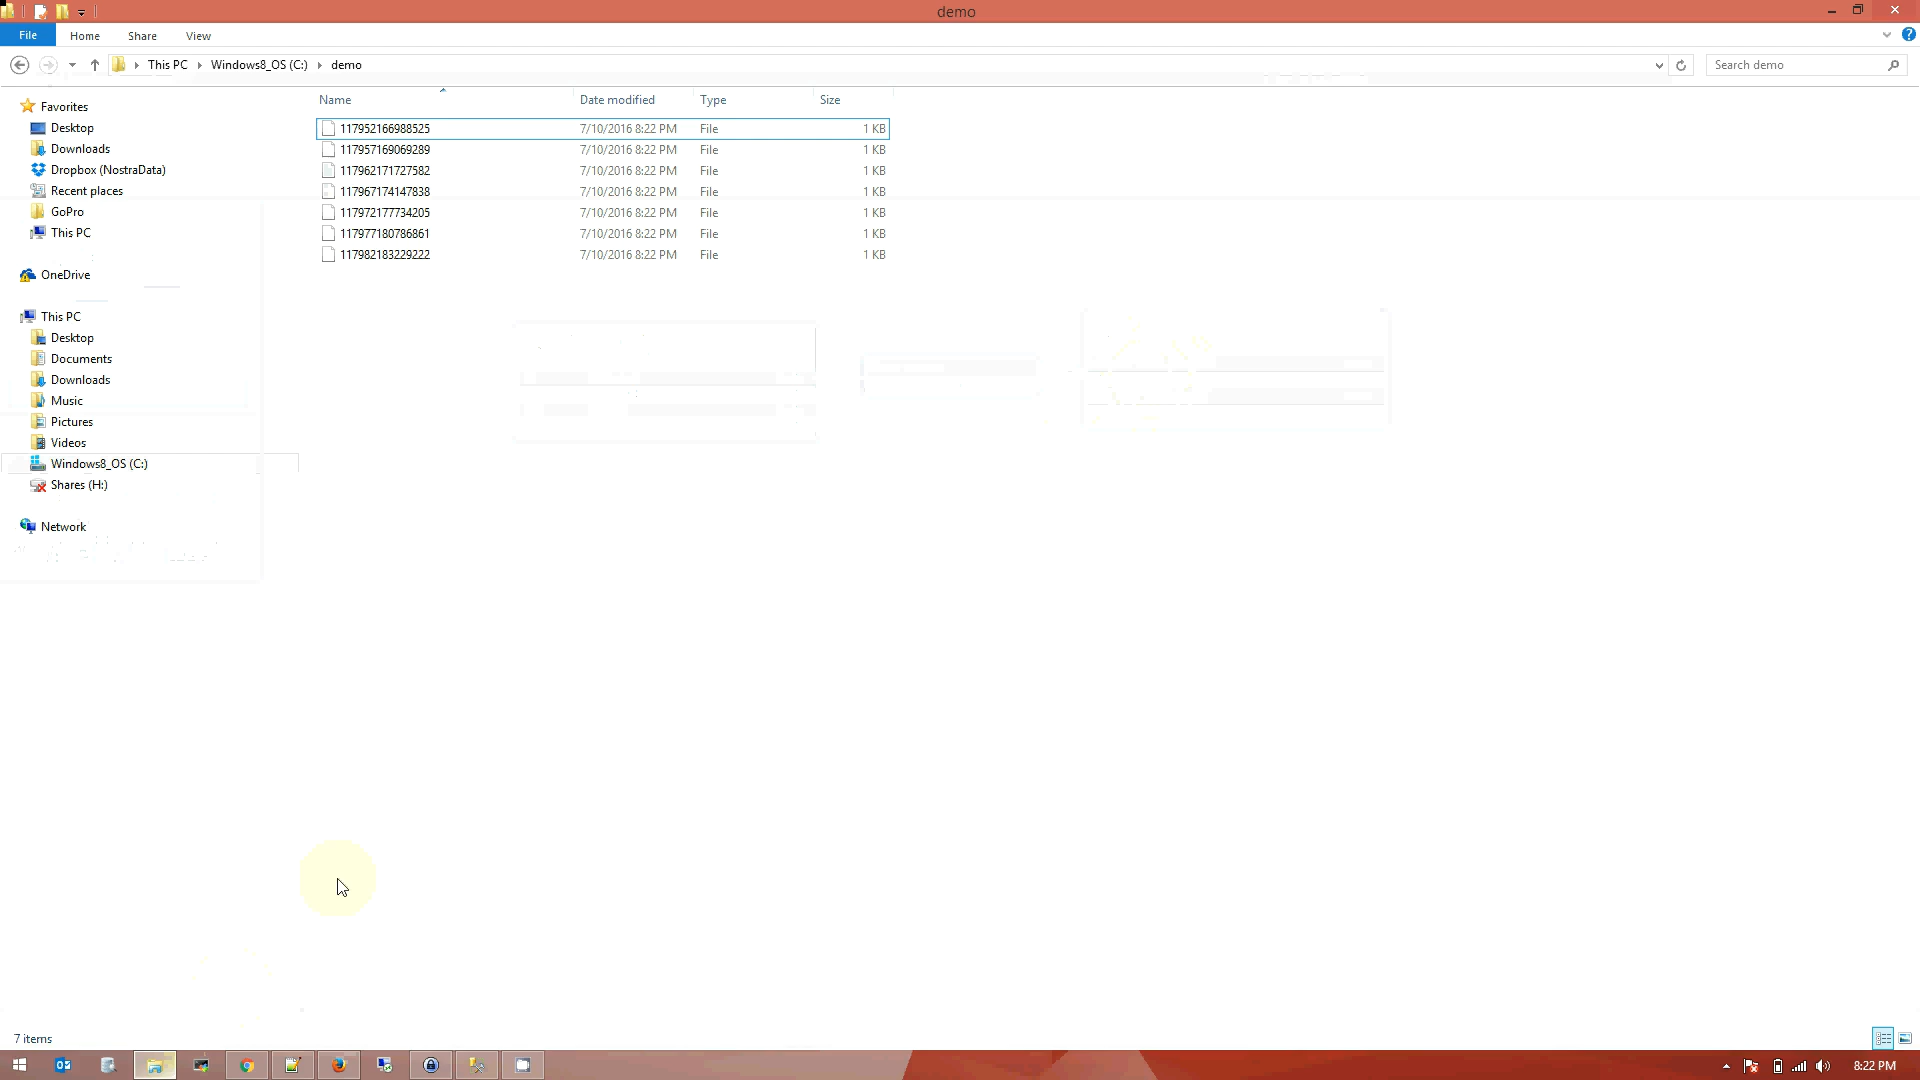 demo
File Home Share View
This PC Windows8_OS (C:) demo
Search demo
Name Date modified Type Size
117952166988525 7/10/2016 8:22 PM File 1 KB
117957169069289 7/10/2016 8:22 PM File 1 KB
117962171727582 7/10/2016 8:22 PM File 1 KB
117967174147838 7/10/2016 8:22 PM File 1 KB
117972177734205 7/10/2016 8:22 PM File 1 KB
117977180786861 7/10/2016 8:22 PM File 1 KB
117982183229222 7/10/2016 8:22 PM File 1 KB
Favorites
Desktop
Downloads
Dropbox (NostraData)
Recent places
GoPro
This PC
OneDrive
This PC
Desktop
Documents
Downloads
Music
Pictures
Videos
Windows8_OS (C:)
Shares (H:)
Network
7 items
8:22 PM